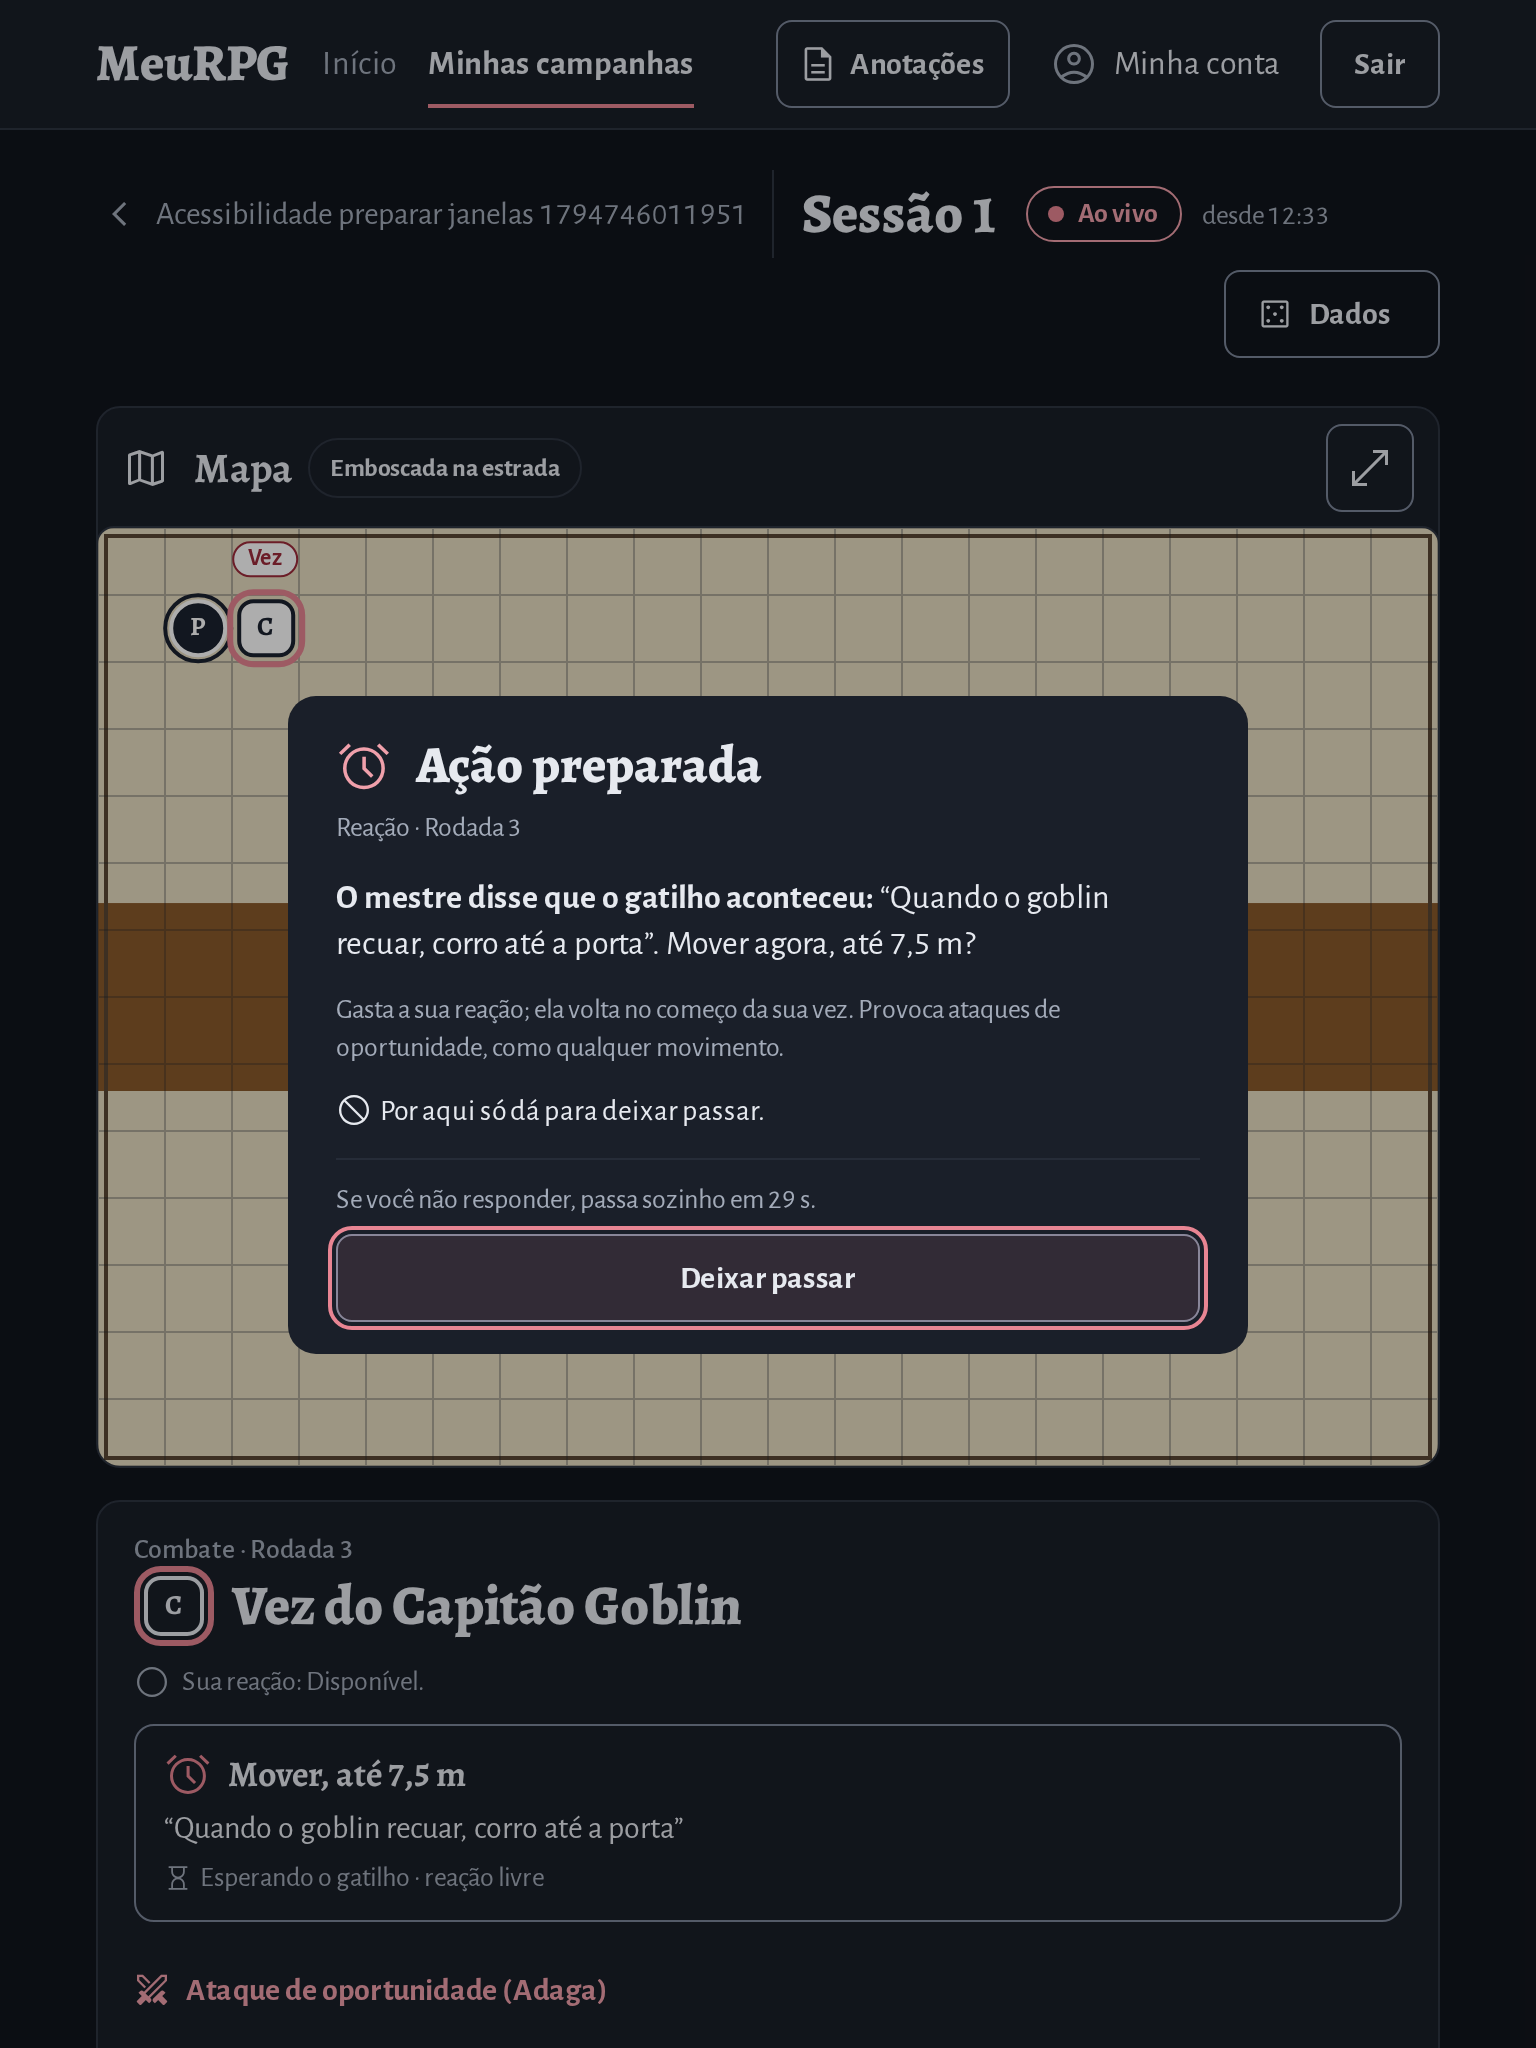 MeuRPG Início Minhas campanhas Anotações Minha conta Sair
Acessibilidade preparar janelas 1794746011951 Sessão 1 Ao vivo desde 12:33
Dados
Mapa Emboscada na estrada
Vez
P C
Ação preparada
Reação · Rodada 3
O mestre disse que o gatilho aconteceu: “Quando o goblin
recuar, corro até a porta”. Mover agora, até 7,5 m?
Gasta a sua reação; ela volta no começo da sua vez. Provoca ataques de
oportunidade, como qualquer movimento.
Por aqui só dá para deixar passar.
Se você não responder, passa sozinho em 29 s.
Deixar passar
Combate · Rodada 3
C Vez do Capitão Goblin
Sua reação: Disponível.
Mover, até 7,5 m
“Quando o goblin recuar, corro até a porta”
Esperando o gatilho · reação livre
Ataque de oportunidade (Adaga)